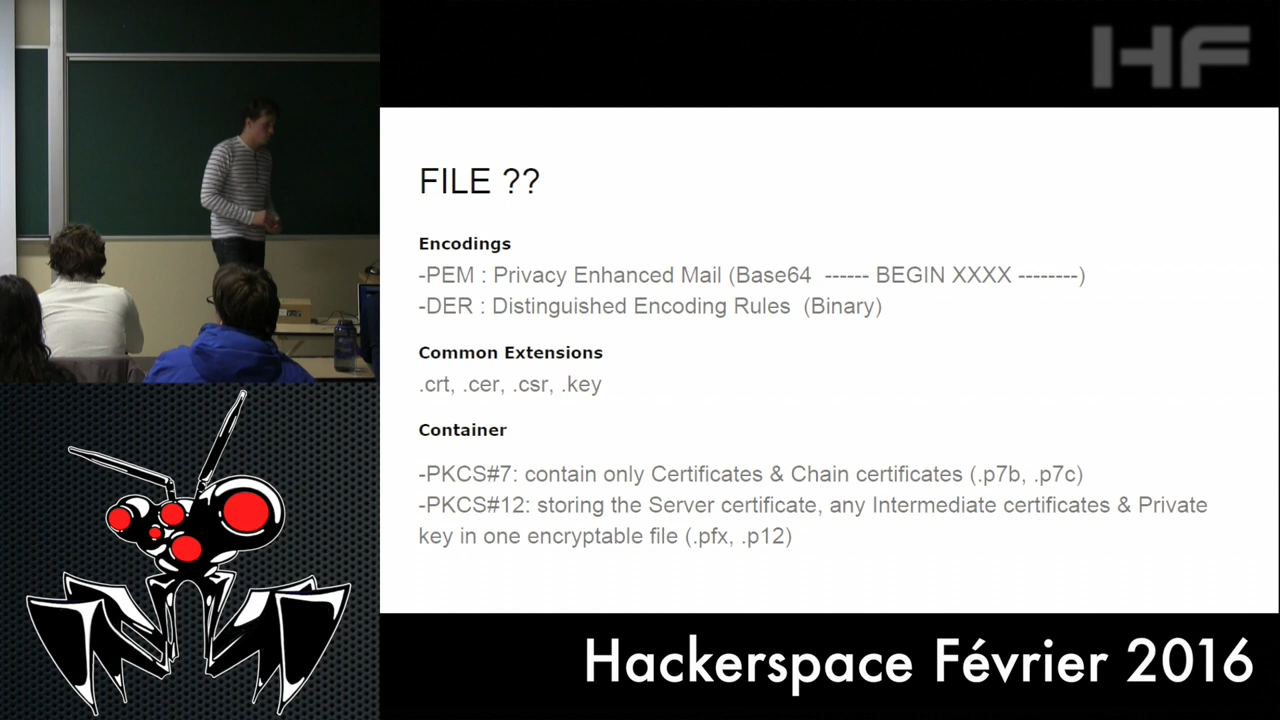 HF
FILE ??
Encodings
-PEM : Privacy Enhanced Mail (Base64 ------ BEGIN XXXX --------)
-DER : Distinguished Encoding Rules (Binary)
Common Extensions
.crt, .cer, .csr, .key
Container
-PKCS#7: contain only Certificates & Chain certificates (.p7b, .p7c)
-PKCS#12: storing the Server certificate, any Intermediate certificates & Private
key in one encryptable file (.pfx, .p12)
Hackerspace Février 2016